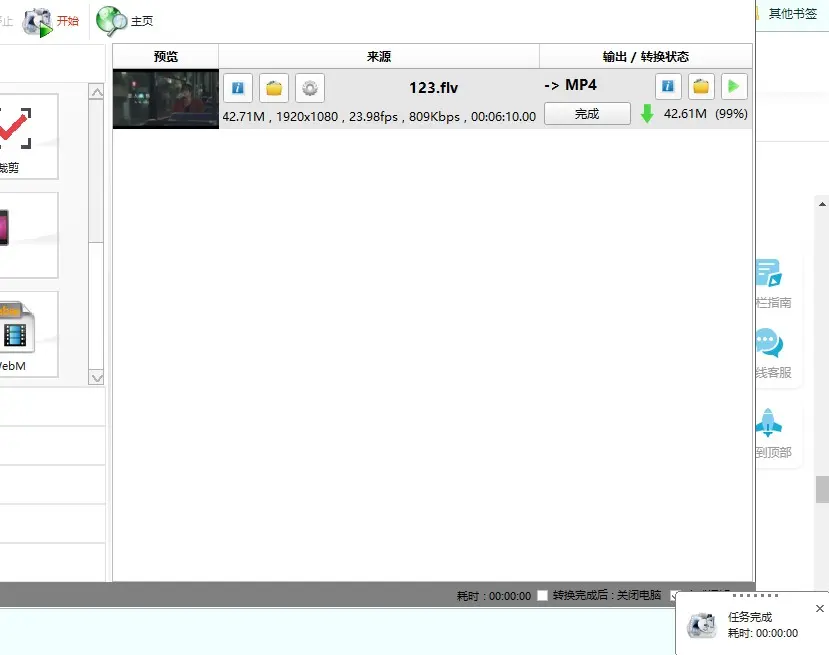 止 开始 主页
其他书签
预览 来源 输出 / 转换状态
123.flv
-> MP4
42.71M , 1920x1080 , 23.98fps , 809Kbps , 00:06:10.00
完成
42.61M (99%)
裁剪
WebM
栏指南
线客服
到顶部
耗时 : 00:00:00 转换完成后 : 关闭电脑
任务完成
耗时: 00:00:00